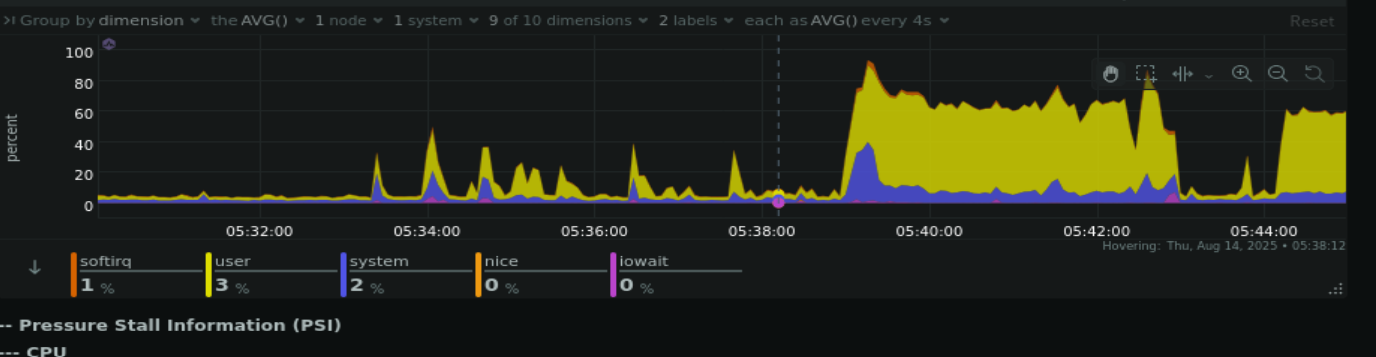 Group by dimension the AVG() 1 node 1 system 9 of 10 dimensions 2 labels each as AVG() every 4s Reset
100
80
60
40
20
0
percent
05:32:00 05:34:00 05:36:00 05:38:00 05:40:00 05:42:00 05:44:00
Hovering: Thu, Aug 14, 2025 • 05:38:12
softirq user system nice iowait
1 % 3 % 2 % 0 % 0 %
-- Pressure Stall Information (PSI)
--- CPU